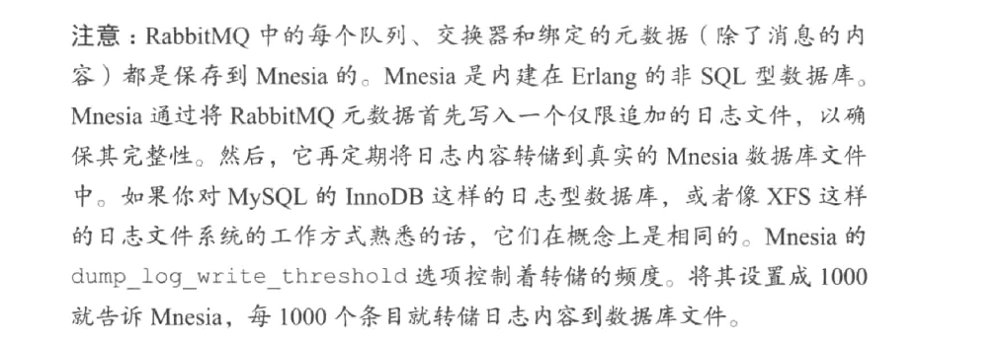 注意：RabbitMQ 中的每个队列、交换器和绑定的元数据（除了消息的内
容）都是保存到 Mnesia 的。Mnesia 是内建在 Erlang 的非 SQL 型数据库。
Mnesia 通过将 RabbitMQ 元数据首先写入一个仅限追加的日志文件，以确
保其完整性。然后，它再定期将日志内容转储到真实的 Mnesia 数据库文件
中。如果你对 MySQL 的 InnoDB 这样的日志型数据库，或者像 XFS 这样
的日志文件系统的工作方式熟悉的话，它们在概念上是相同的。Mnesia 的
dump_log_write_threshold 选项控制着转储的频度。将其设置成 1000
就告诉 Mnesia，每 1000 个条目就转储日志内容到数据库文件。